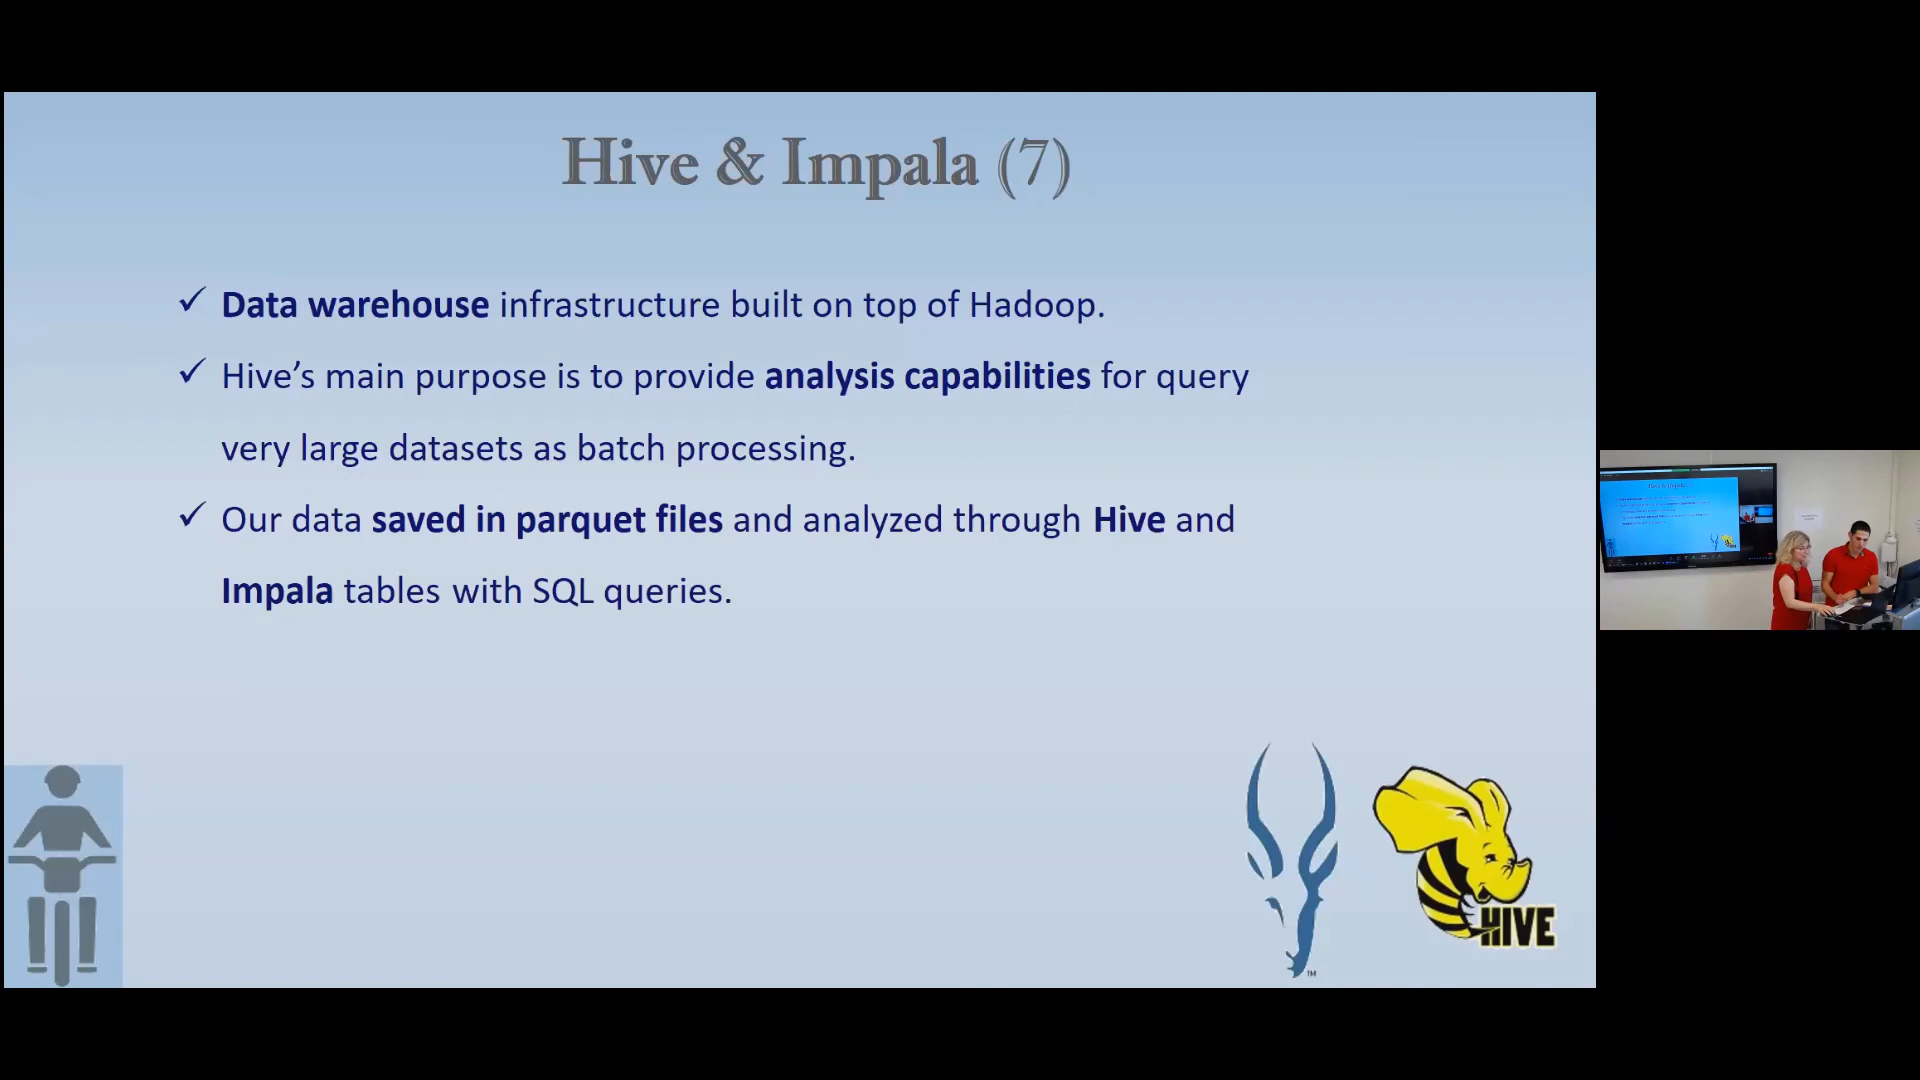 Hive & Impala (7)
✓ Data warehouse infrastructure built on top of Hadoop.
✓ Hive’s main purpose is to provide analysis capabilities for query
very large datasets as batch processing.
✓ Our data saved in parquet files and analyzed through Hive and
Impala tables with SQL queries.
TM
HIVE